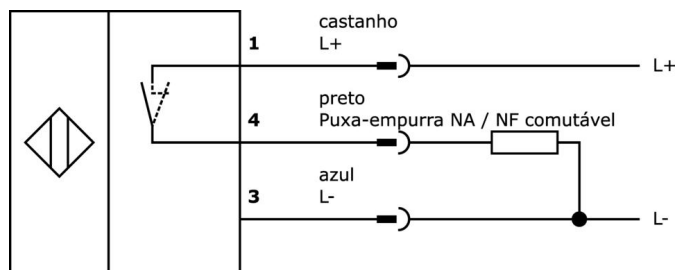 castanho
1 L+
L+
preto
4 Puxa-empurra NA / NF comutável
azul
3 L-
L-